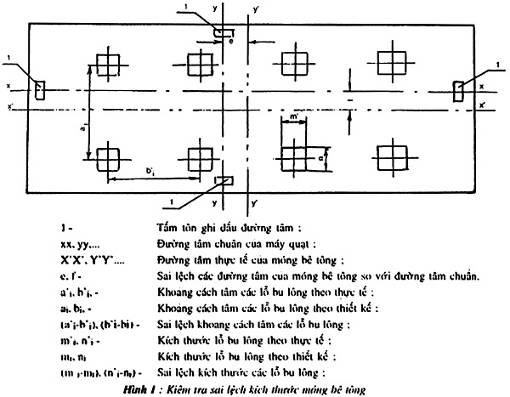 1
y
y'
e
1
1
x
x
x'
x'
a'i
m'
a'
b'i
1
y
y'
1 - Tấm tôn ghi dấu đường tâm ;
xx, yy,... Đường tâm chuẩn của máy quạt ;
X'X', Y'Y'.... Đường tâm thực tế của móng bê tông ;
e, f - Sai lệch các đường tâm của móng bê tông so với đường tâm chuẩn.
a'i, b'i, - Khoảng cách tâm các lỗ bu lông theo thực tế ;
ai, bi, - Khoảng cách tâm các lỗ bu lông theo thiết kế ;
(a'i-b'i), (b'i-bi) - Sai lệch khoảng cách tâm các lỗ bu lông ;
m'i, n'i - Kích thước lỗ bu lông theo thực tế ;
mi, ni Kích thước lỗ bu lông theo thiết kế ;
(m'i-mi), (n'i-ni) - Sai lệch kích thước các lỗ bu lông ;
Hình 1 : Kiểm tra sai lệch kích thước móng bê tông